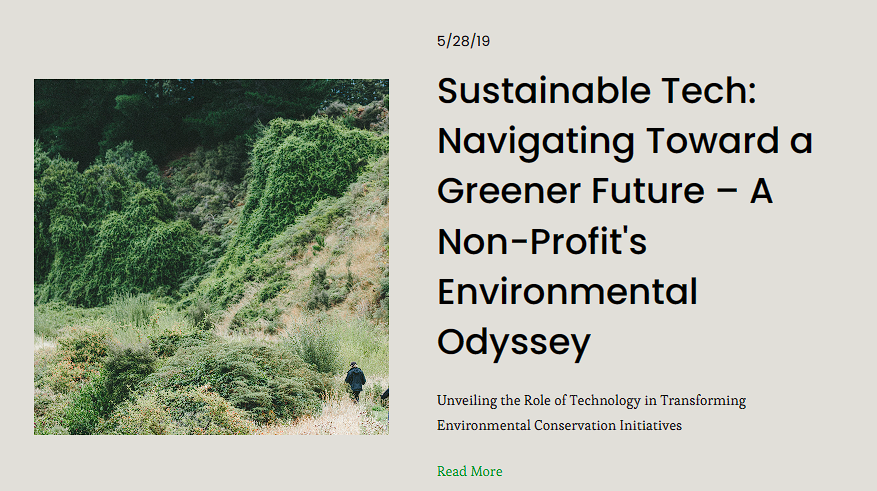 5/28/19
Sustainable Tech:
Navigating Toward a
Greener Future – A
Non-Profit's
Environmental
Odyssey
Unveiling the Role of Technology in Transforming
Environmental Conservation Initiatives
Read More